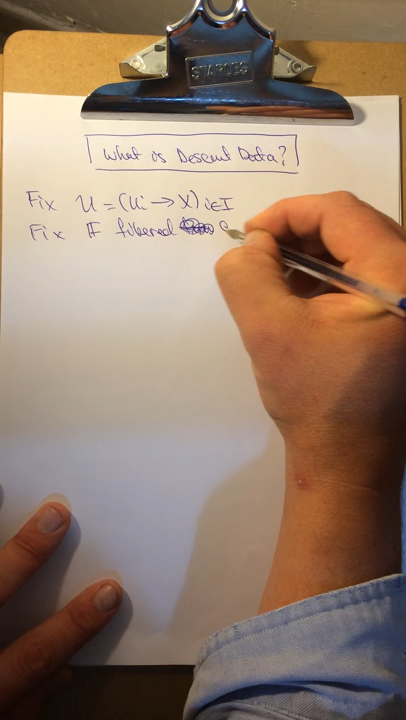 STAPLES
What is Descent Data?
Fix U = (Ui → X) i∈I
Fix F fibered